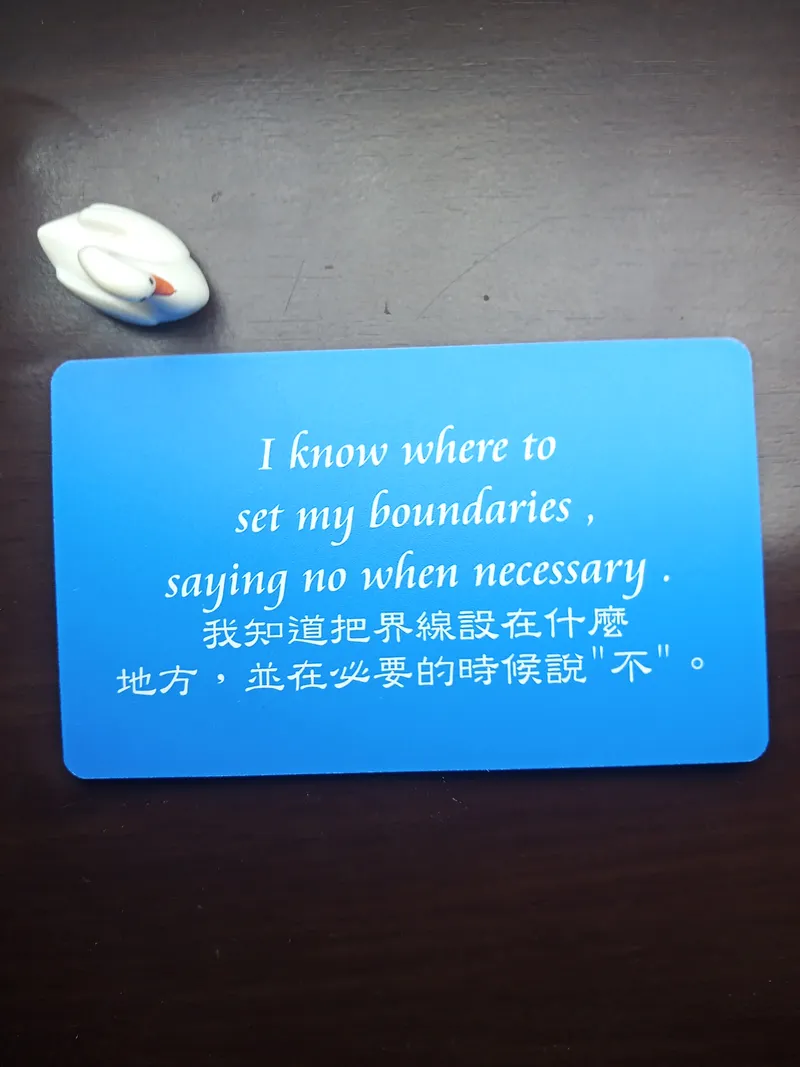 I know where to
set my boundaries ,
saying no when necessary .
我知道把界線設在什麼
地方，並在必要的時候說"不"。